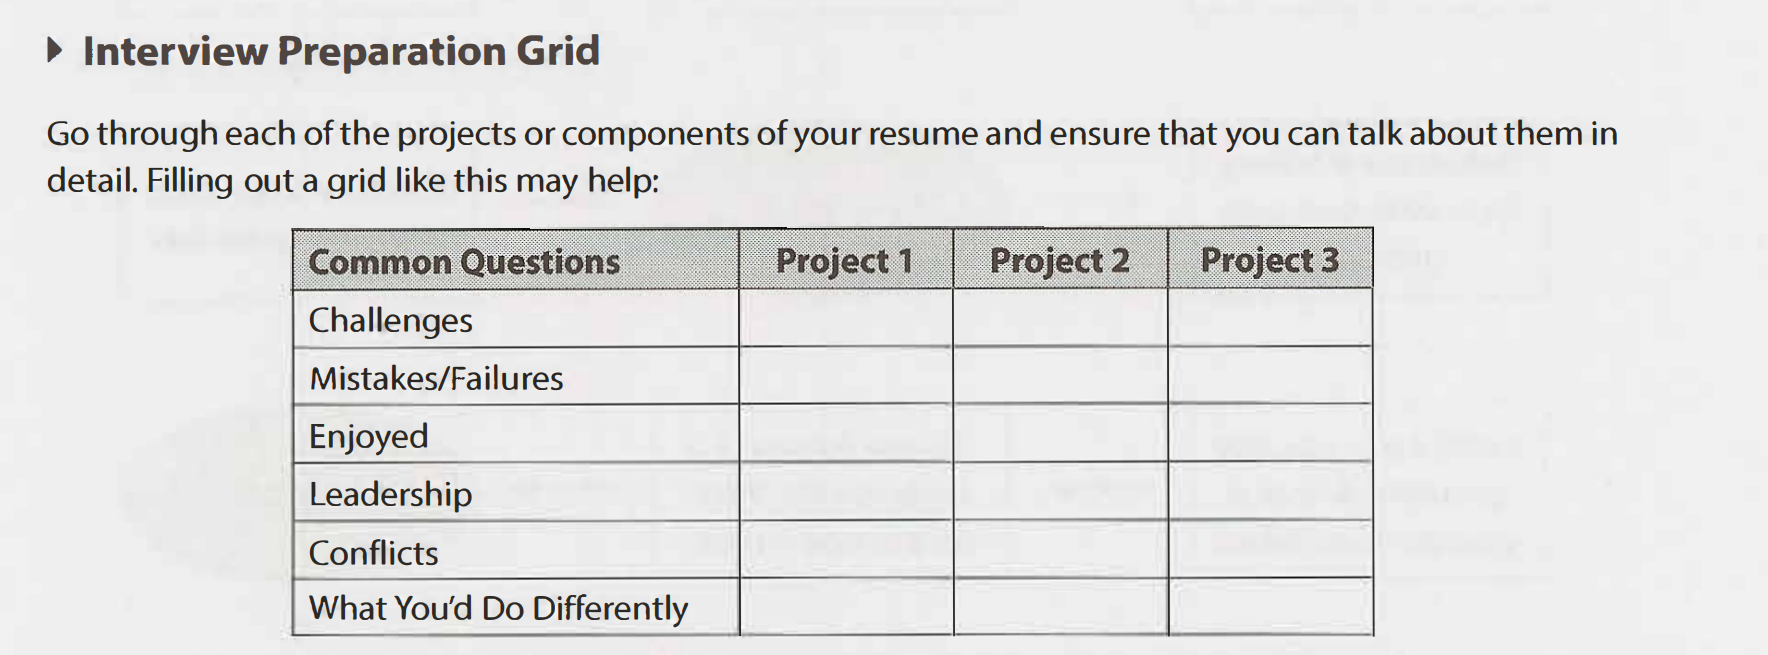 Interview Preparation Grid
Go through each of the projects or components of your resume and ensure that you can talk about them in
detail. Filling out a grid like this may help:
Common Questions Project 1 Project 2 Project 3
Challenges
Mistakes/Failures
Enjoyed
Leadership
Conflicts
What You'd Do Differently